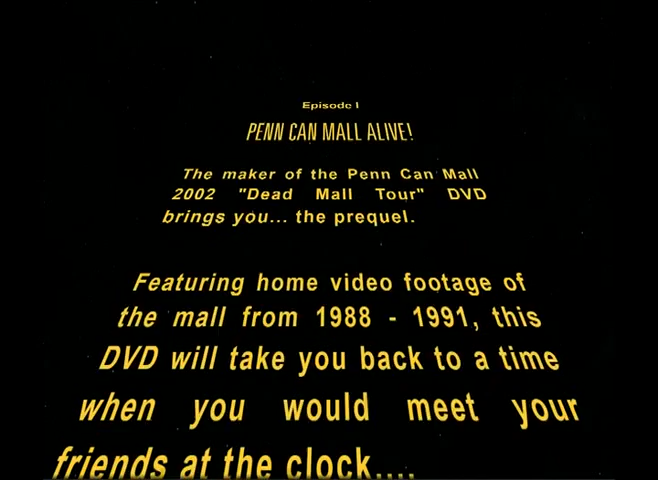 Episode I
PENN CAN MALL ALIVE!
The maker of the Penn Can Mall
2002 "Dead Mall Tour" DVD
brings you... the prequel.
Featuring home video footage of
the mall from 1988 - 1991, this
DVD will take you back to a time
when you would meet your
friends at the clock....